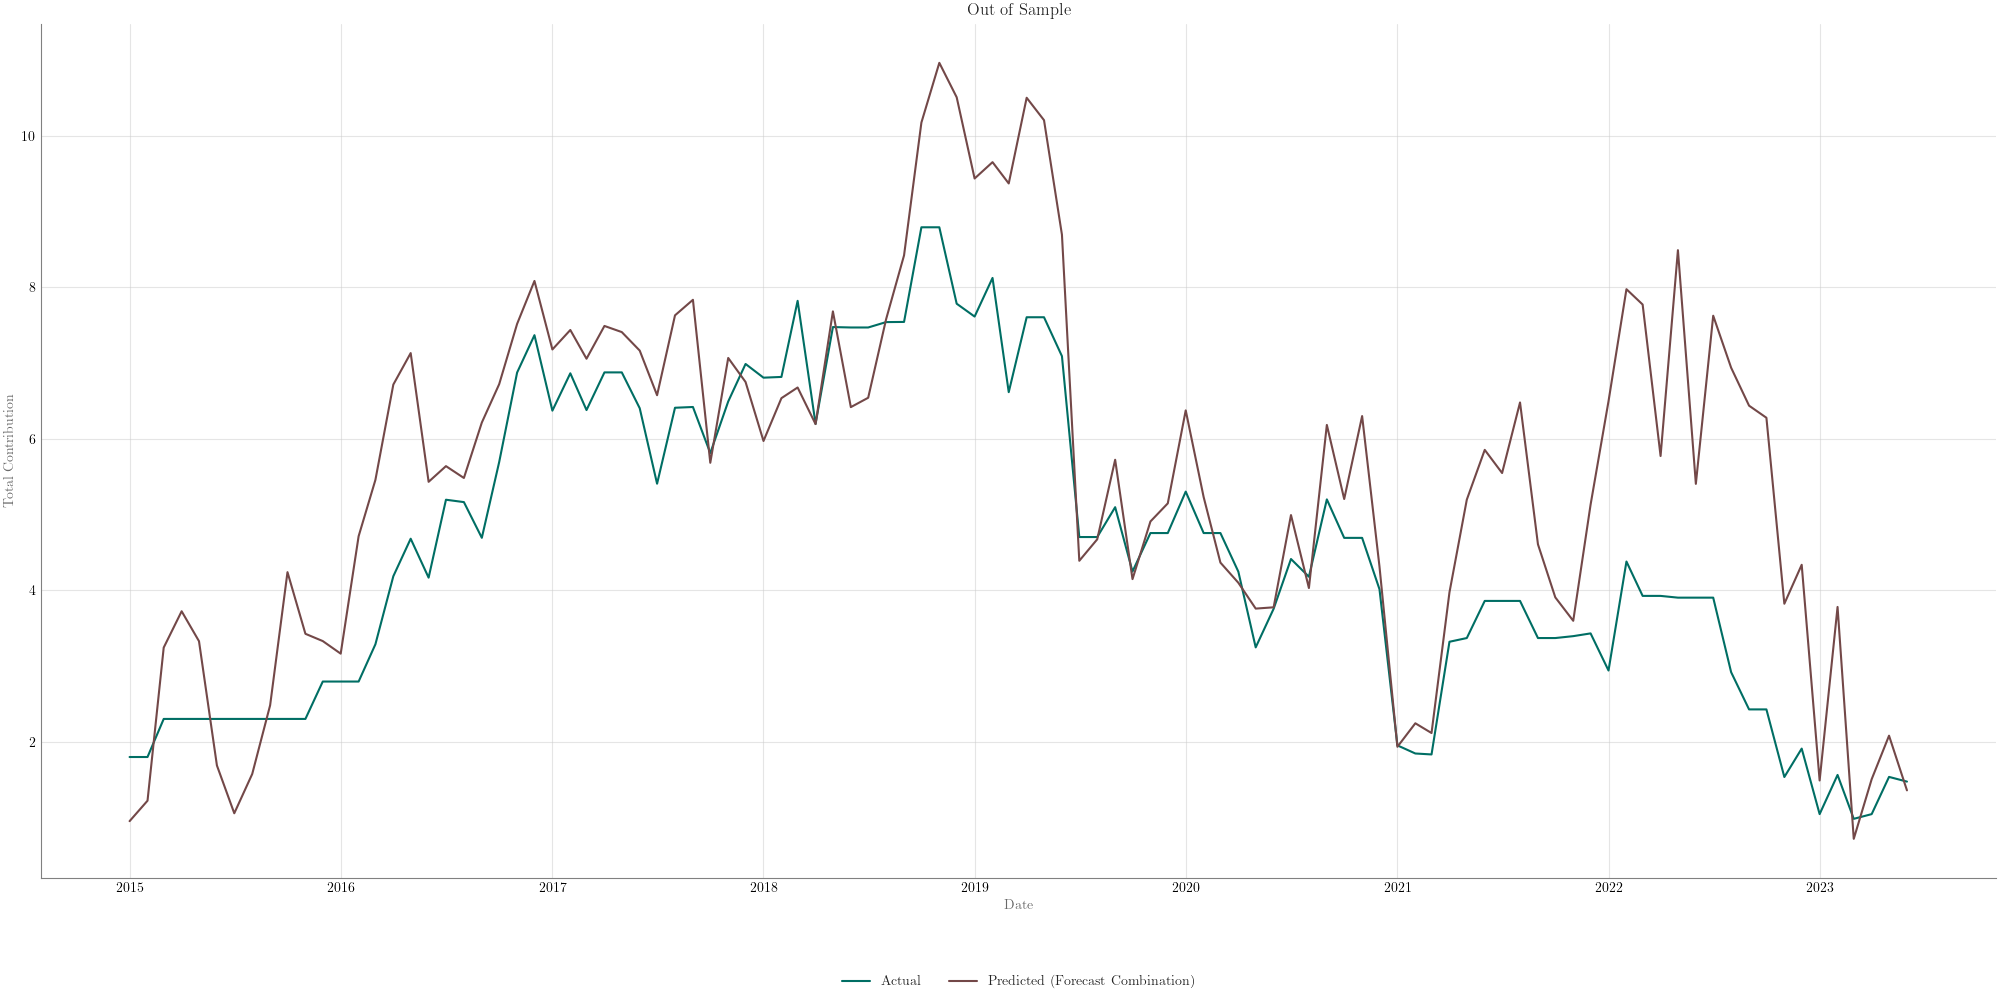 Out of Sample
Total Contribution
10
8
6
4
2
2015 2016 2017 2018 2019 2020 2021 2022 2023
Date
Actual Predicted (Forecast Combination)